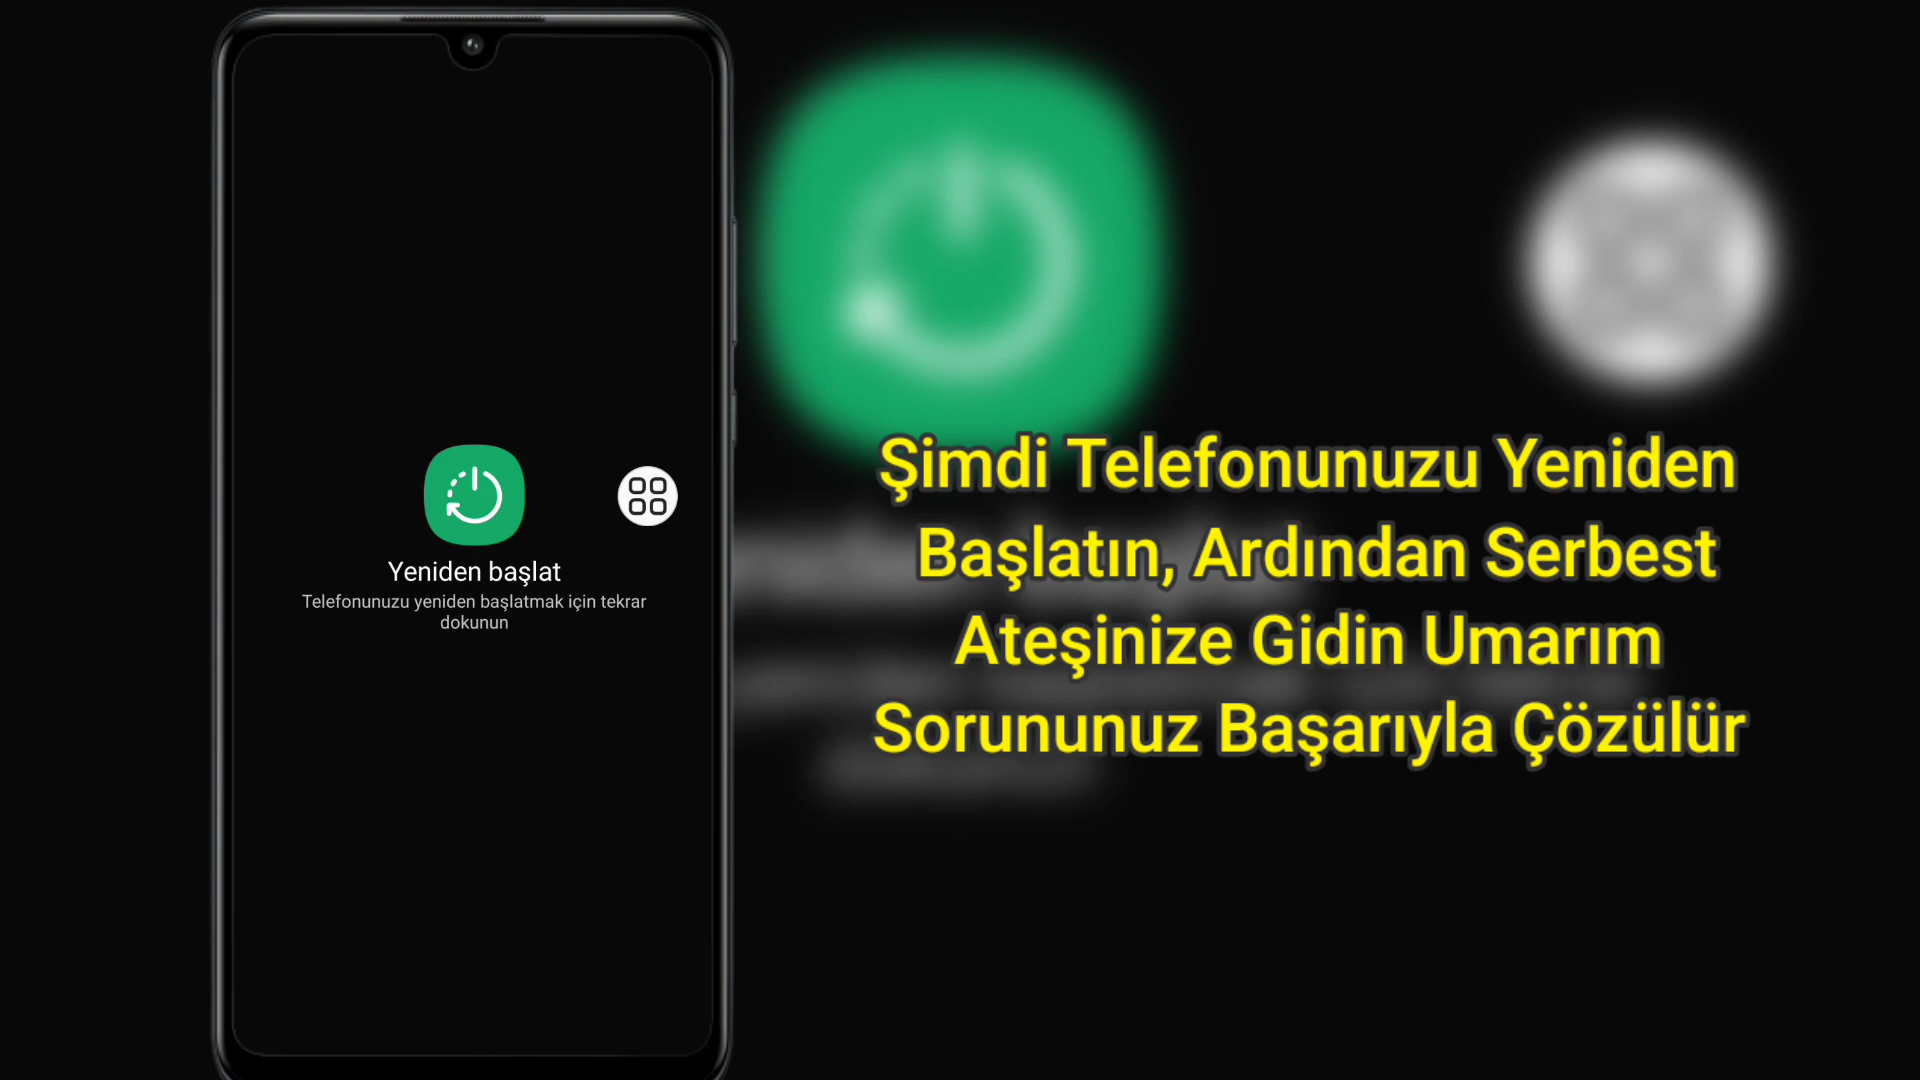 Yeniden başlat
Telefonunuzu yeniden başlatmak için tekrar
dokunun
Şimdi Telefonunuzu Yeniden
Başlatın, Ardından Serbest
Ateşinize Gidin Umarım
Sorununuz Başarıyla Çözülür